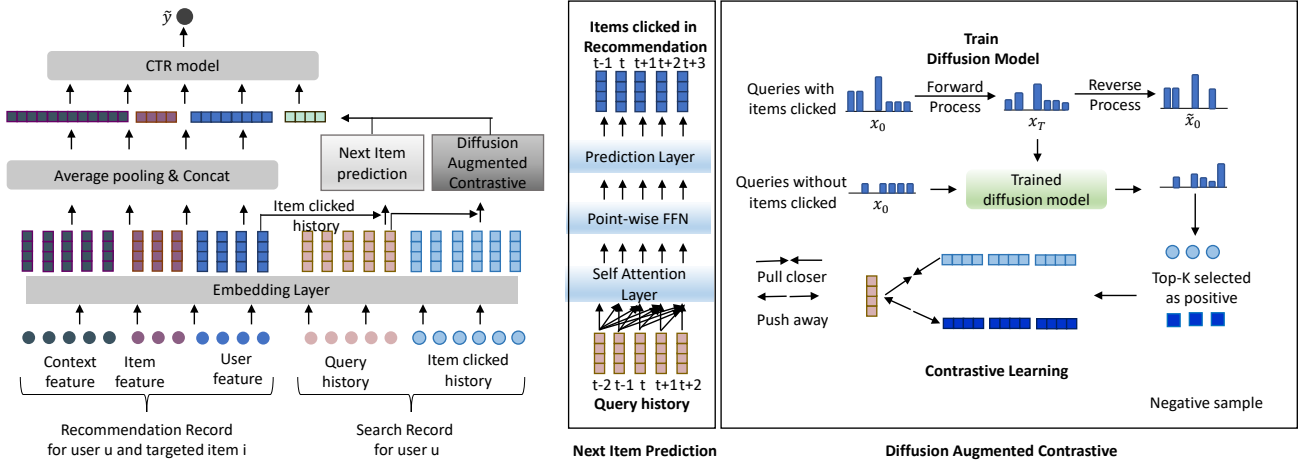 ỹ
CTR model
Next Item
prediction
Diffusion
Augmented
Contrastive
Average pooling & Concat
Item clicked
history
Embedding Layer
Context
feature
Item
feature
User
feature
Query
history
Item clicked
history
Recommendation Record
for user u and targeted item i
Search Record
for user u
Items clicked in
Recommendation
t-1 t t+1 t+2 t+3
Prediction Layer
Point-wise FFN
Self Attention
Layer
t-2 t-1 t t+1 t+2
Query history
Next Item Prediction
Train
Diffusion Model
Queries with
items clicked
x₀
Forward
Process
x_T
Reverse
Process
x̃₀
Queries without
items clicked
x₀
Trained
diffusion model
Pull closer
Push away
Top-K selected
as positive
Contrastive Learning
Negative sample
Diffusion Augmented Contrastive